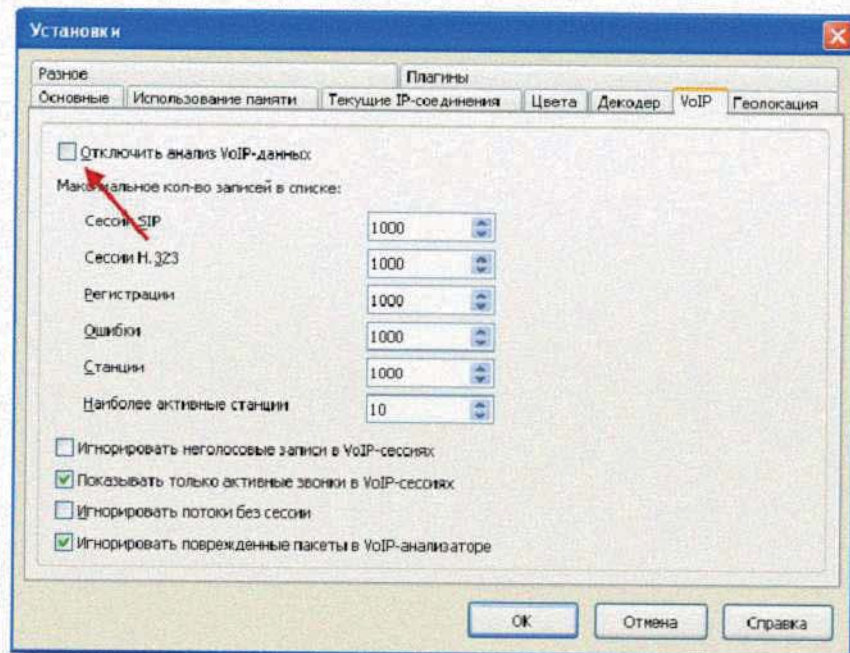 Установки
Разное Плагины
Основные Использование памяти Текущие IP-соединения Цвета Декодер VoIP Геолокация
Отключить анализ VoIP-данных
Максимальное кол-во записей в списке:
Сессии SIP 1000
Сессии H.323 1000
Регистрации 1000
Ошибки 1000
Станции 1000
Наиболее активные станции 10
Игнорировать неголосовые записи в VoIP-сессиях
Показывать только активные звонки в VoIP-сессиях
Игнорировать потоки без сессии
Игнорировать поврежденные пакеты в VoIP-анализаторе
ОК Отмена Справка